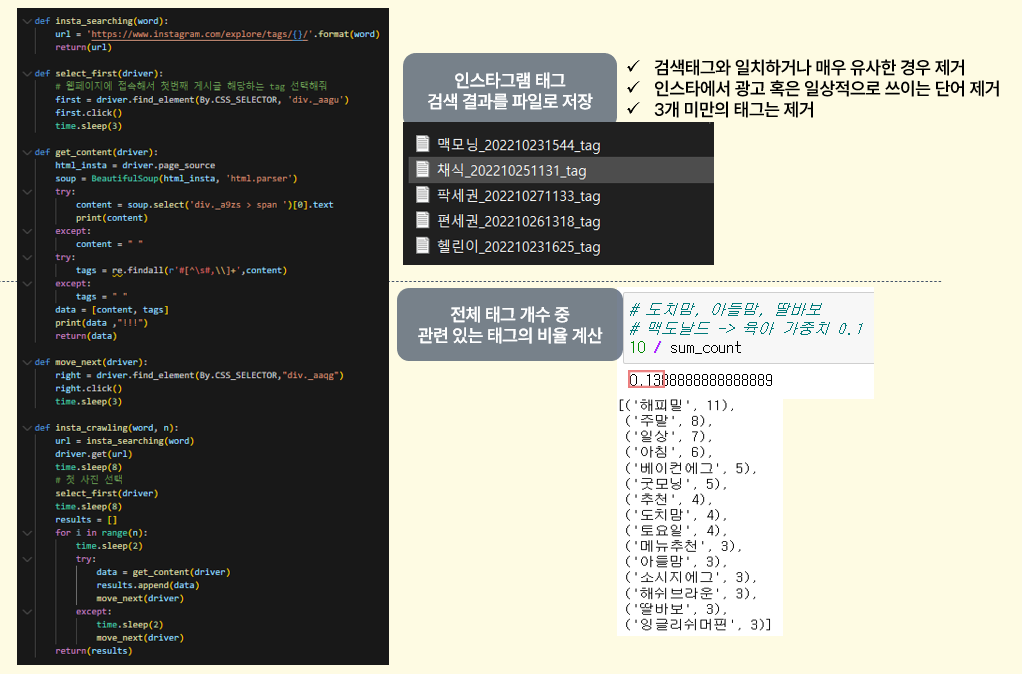 def insta_searching(word):
    url = 'https://www.instagram.com/explore/tags/{}/'.format(word)
    return(url)
def select_first(driver):
    # 웹페이지에 접속해서 첫번째 게시글 해당하는 tag 선택해줘
    first = driver.find_element(By.CSS_SELECTOR, 'div._aagu')
    first.click()
    time.sleep(3)
def get_content(driver):
    html_insta = driver.page_source
    soup = BeautifulSoup(html_insta, 'html.parser')
    try:
        content = soup.select('div._a9zs > span ')[0].text
        print(content)
    except:
        content = " "
    try:
        tags = re.findall(r'#[^\s#,\\]+',content)
    except:
        tags = " "
    data = [content, tags]
    print(data ,"!!!")
    return(data)
def move_next(driver):
    right = driver.find_element(By.CSS_SELECTOR,"div._aaqg")
    right.click()
    time.sleep(3)
def insta_crawling(word, n):
    url = insta_searching(word)
    driver.get(url)
    time.sleep(8)
    # 첫 사진 선택
    select_first(driver)
    time.sleep(8)
    results = []
    for i in range(n):
        time.sleep(2)
        try:
            data = get_content(driver)
            results.append(data)
            move_next(driver)
        except:
            time.sleep(2)
            move_next(driver)
    return(results)
인스타그램 태그
검색 결과를 파일로 저장
✓ 검색태그와 일치하거나 매우 유사한 경우 제거
✓ 인스타에서 광고 혹은 일상적으로 쓰이는 단어 제거
✓ 3개 미만의 태그는 제거
맥모닝_202210231544_tag
채식_202210251131_tag
팍세권_202210271133_tag
편세권_202210261318_tag
헬린이_202210231625_tag
전체 태그 개수 중
관련 있는 태그의 비율 계산
# 도치맘, 아들맘, 딸바보
# 맥도날드 -> 육아 가중치 0.1
10 / sum_count
0.1388888888888889
[('해피밀', 11),
('주말', 8),
('일상', 7),
('아침', 6),
('베이컨에그', 5),
('굿모닝', 5),
('추천', 4),
('도치맘', 4),
('토요일', 4),
('메뉴추천', 3),
('아들맘', 3),
('소시지에그', 3),
('해쉬브라운', 3),
('딸바보', 3),
('잉글리쉬머핀', 3)]